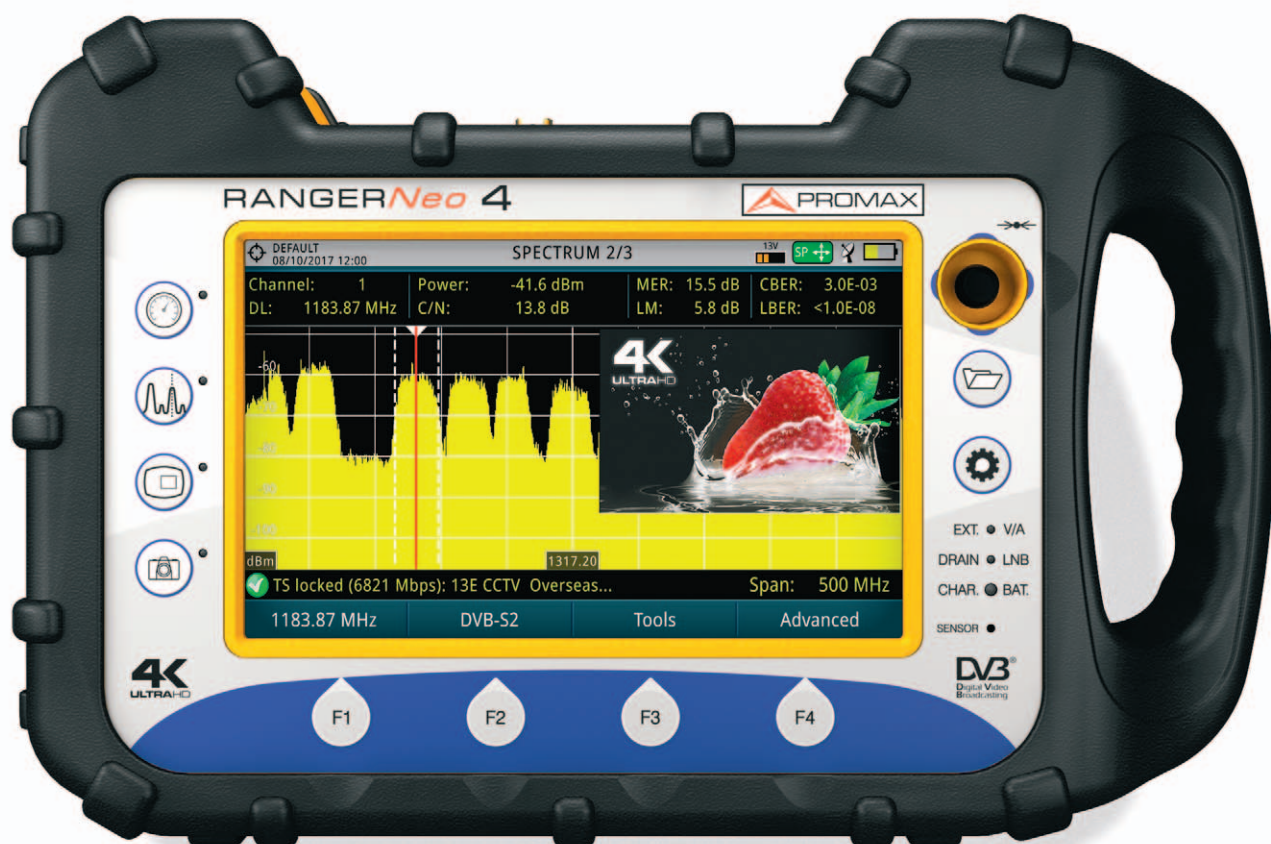 RANGERNeo 4
PROMAX
DEFAULT
08/10/2017 12:00
SPECTRUM 2/3
13V
SP
Channel: 1
DL: 1183.87 MHz
Power: -41.6 dBm
C/N: 13.8 dB
MER: 15.5 dB
LM: 5.8 dB
CBER: 3.0E-03
LBER: <1.0E-08
-60
4K
ULTRAHD
dBm
1317.20
TS locked (6821 Mbps): 13E CCTV Overseas...
Span: 500 MHz
1183.87 MHz
DVB-S2
Tools
Advanced
EXT. V/A
DRAIN LNB
CHAR. BAT.
SENSOR
4K
ULTRAHD
DVB®
Digital Video
Broadcasting
F1
F2
F3
F4